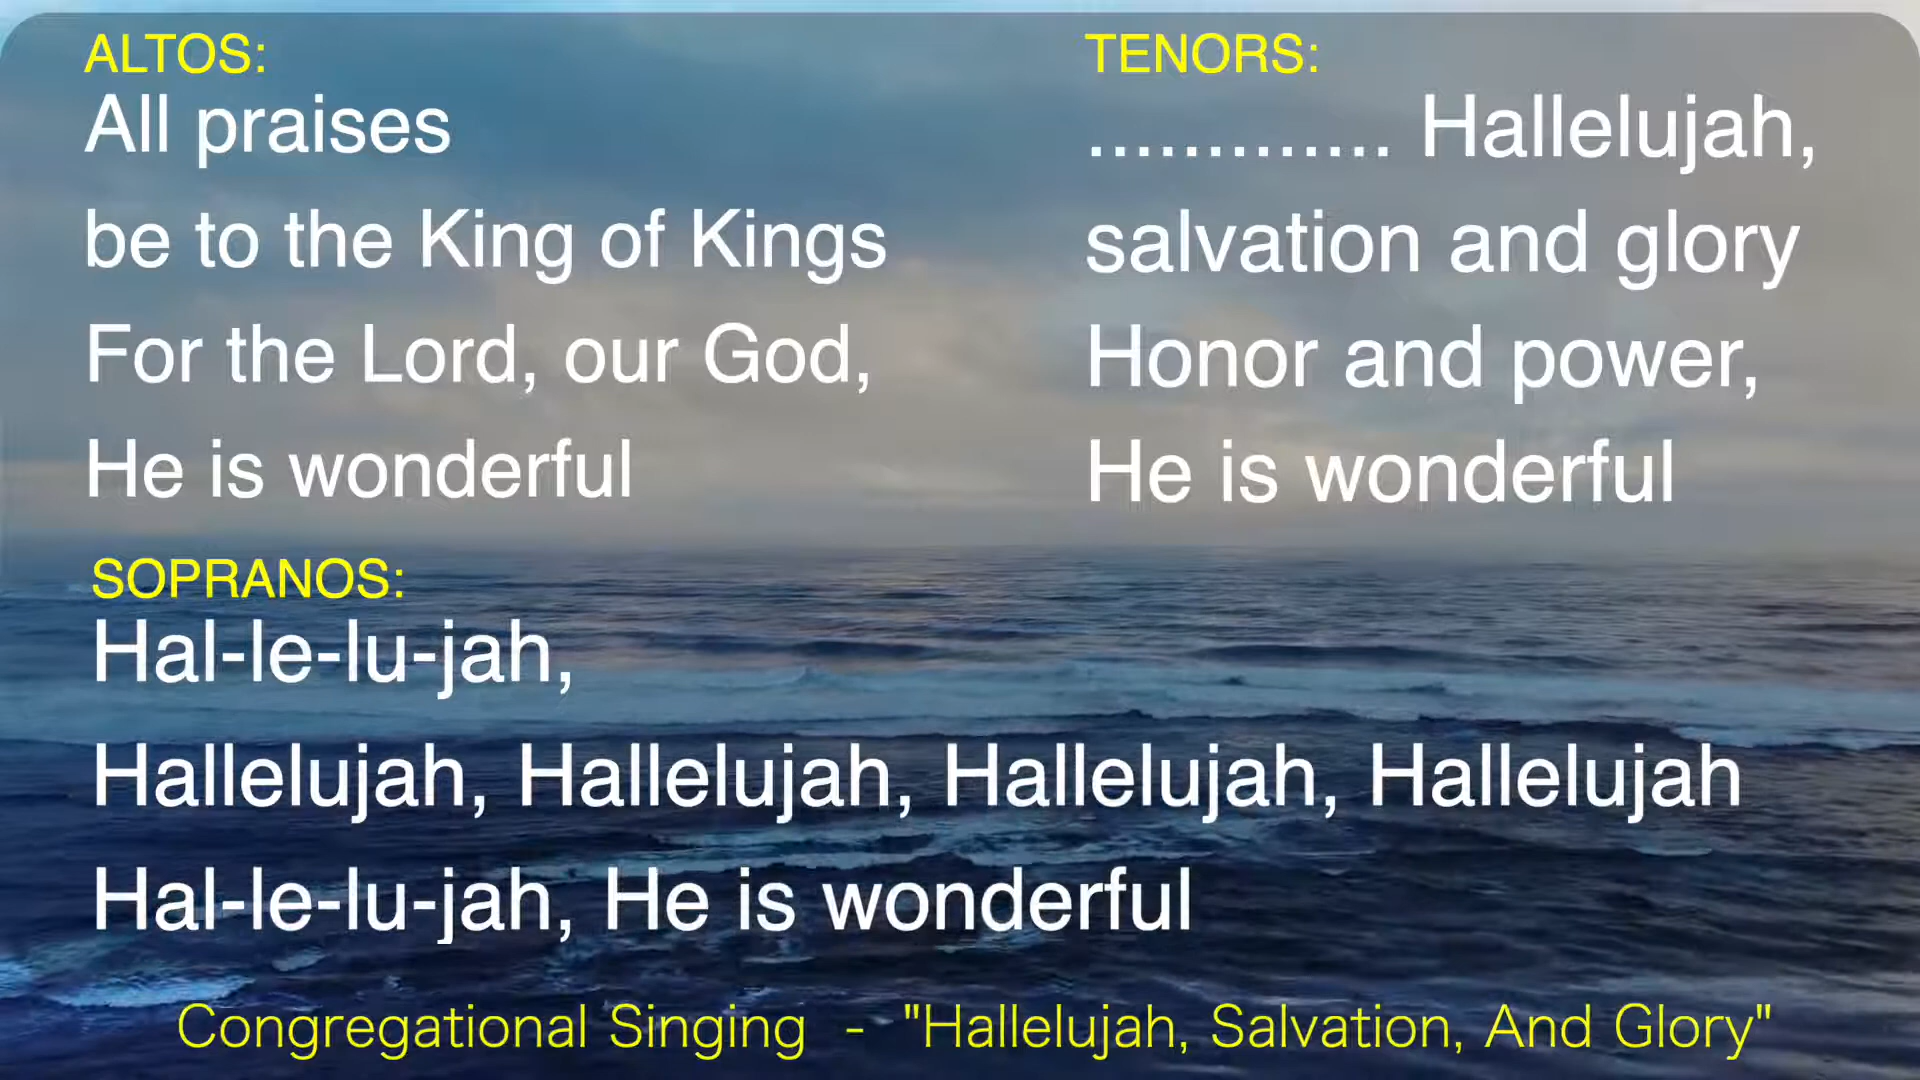 ALTOS:
All praises
be to the King of Kings
For the Lord, our God,
He is wonderful
TENORS:
............. Hallelujah,
salvation and glory
Honor and power,
He is wonderful
SOPRANOS:
Hal-le-lu-jah,
Hallelujah, Hallelujah, Hallelujah, Hallelujah
Hal-le-lu-jah, He is wonderful
Congregational Singing - "Hallelujah, Salvation, And Glory"